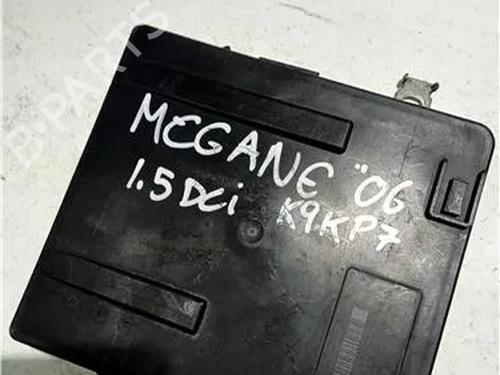 B-PARTS
MEGANE "06
1.5 DCi K9KP7